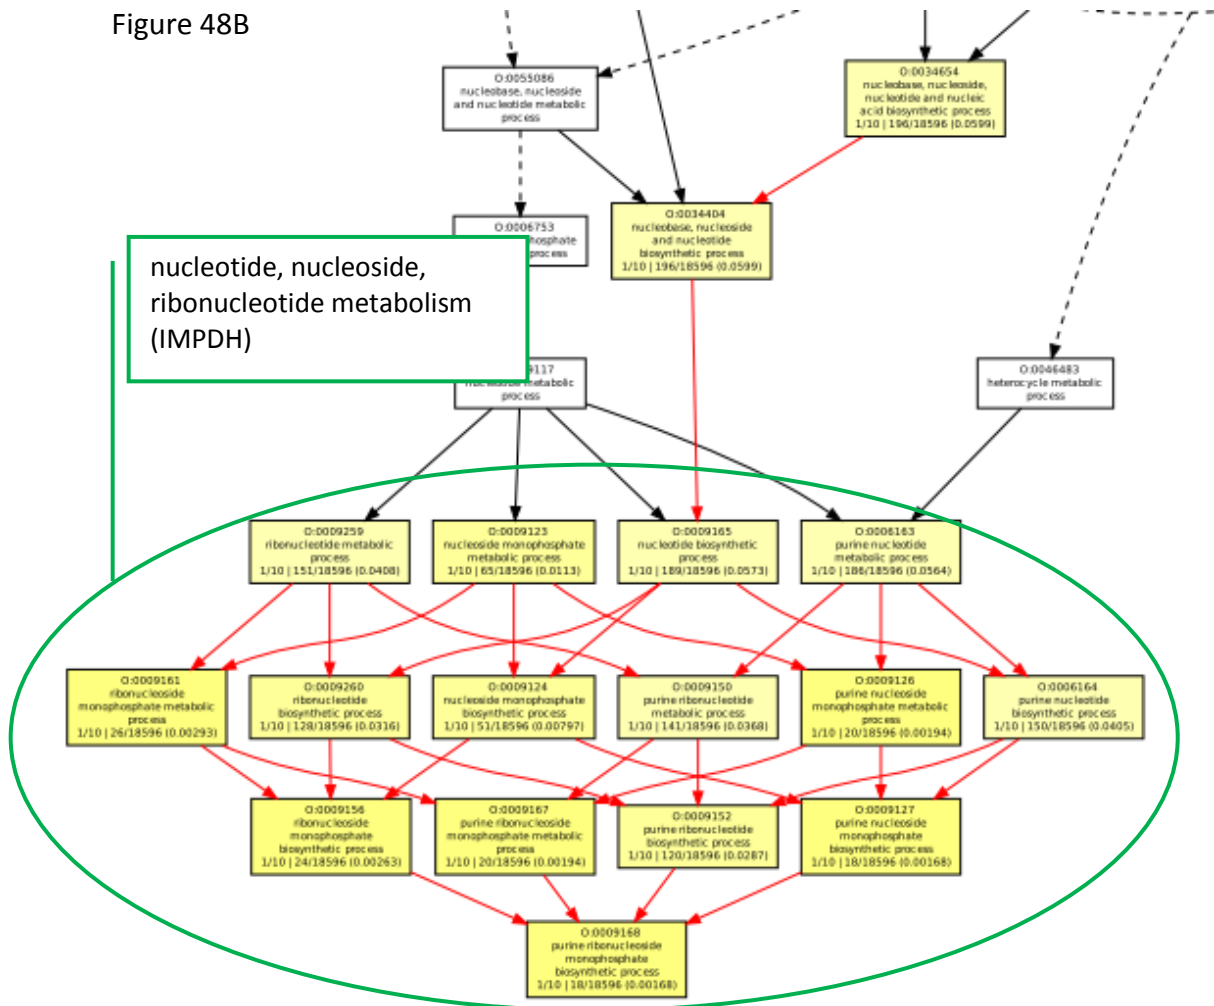 Figure 48B
O:0055086
nucleobase, nucleoside
and nucleotide metabolic
process
O:0034654
nucleobase, nucleoside,
nucleotide and nucleic
acid biosynthetic process
1/10 | 196/18596 (0.0599)
O:0006753
process
O:0034404
nucleobase, nucleoside
and nucleotide
biosynthetic process
1/10 | 196/18596 (0.0599)
nucleotide, nucleoside,
ribonucleotide metabolism
(IMPDH)
process
O:0046483
heterocycle metabolic
process
O:0009259
ribonucleotide metabolic
process
1/10 | 151/18596 (0.0408)
O:0009123
nucleoside monophosphate
metabolic process
1/10 | 65/18596 (0.0113)
O:0009165
nucleotide biosynthetic
process
1/10 | 189/18596 (0.0573)
O:0006163
purine nucleotide
metabolic process
1/10 | 186/18596 (0.0564)
O:0009161
ribonucleoside
monophosphate metabolic
process
1/10 | 26/18596 (0.00293)
O:0009260
ribonucleotide
biosynthetic process
1/10 | 128/18596 (0.0316)
O:0009124
nucleoside monophosphate
biosynthetic process
1/10 | 51/18596 (0.00797)
O:0009150
purine ribonucleotide
metabolic process
1/10 | 141/18596 (0.0368)
O:0009126
purine nucleoside
monophosphate metabolic
process
1/10 | 20/18596 (0.00194)
O:0006164
purine nucleotide
biosynthetic process
1/10 | 150/18596 (0.0405)
O:0009156
ribonucleoside
monophosphate
biosynthetic process
1/10 | 24/18596 (0.00263)
O:0009167
purine ribonucleoside
monophosphate metabolic
process
1/10 | 20/18596 (0.00194)
O:0009152
purine ribonucleotide
biosynthetic process
1/10 | 120/18596 (0.0287)
O:0009127
purine nucleoside
monophosphate
biosynthetic process
1/10 | 18/18596 (0.00168)
O:0009168
purine ribonucleoside
monophosphate
biosynthetic process
1/10 | 18/18596 (0.00168)